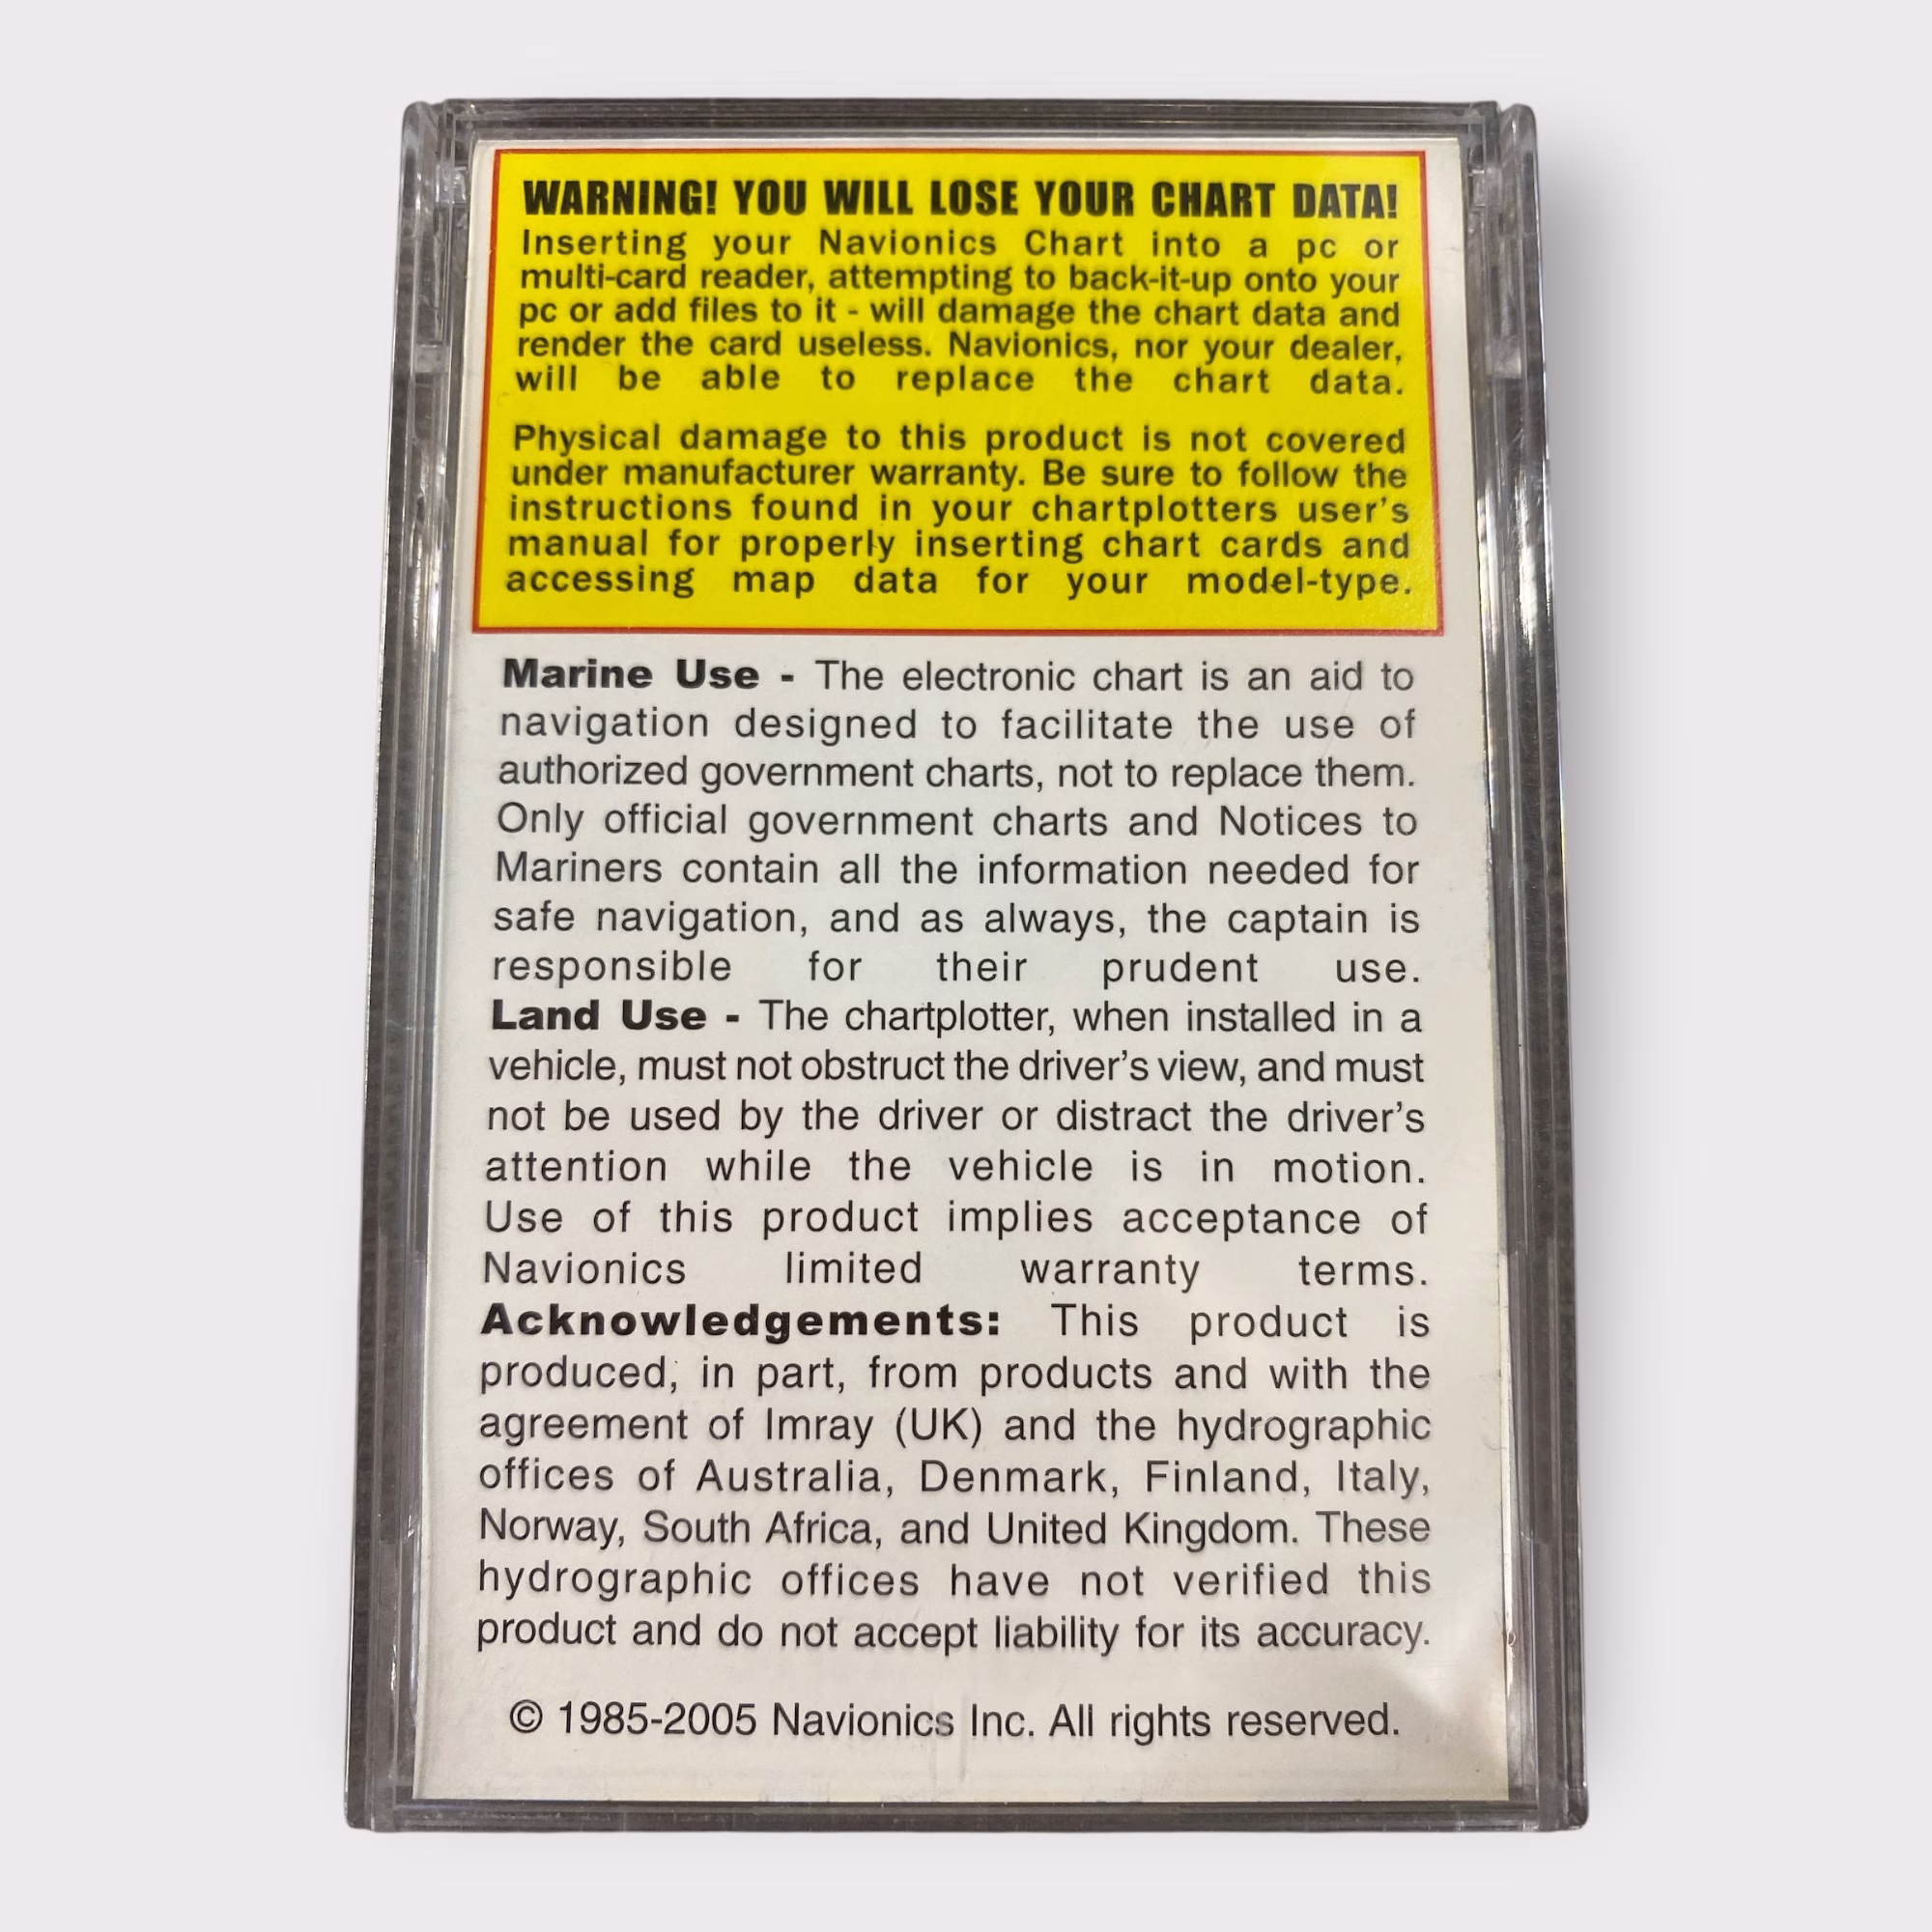 WARNING! YOU WILL LOSE YOUR CHART DATA!
Inserting your Navionics Chart into a pc or
multi-card reader, attempting to back-it-up onto your
pc or add files to it - will damage the chart data and
render the card useless. Navionics, nor your dealer,
will be able to replace the chart data.
Physical damage to this product is not covered
under manufacturer warranty. Be sure to follow the
instructions found in your chartplotters user's
manual for properly inserting chart cards and
accessing map data for your model-type.
Marine Use - The electronic chart is an aid to
navigation designed to facilitate the use of
authorized government charts, not to replace them.
Only official government charts and Notices to
Mariners contain all the information needed for
safe navigation, and as always, the captain is
responsible for their prudent use.
Land Use - The chartplotter, when installed in a
vehicle, must not obstruct the driver's view, and must
not be used by the driver or distract the driver's
attention while the vehicle is in motion.
Use of this product implies acceptance of
Navionics limited warranty terms.
Acknowledgements: This product is
produced, in part, from products and with the
agreement of Imray (UK) and the hydrographic
offices of Australia, Denmark, Finland, Italy,
Norway, South Africa, and United Kingdom. These
hydrographic offices have not verified this
product and do not accept liability for its accuracy.
© 1985-2005 Navionics Inc. All rights reserved.